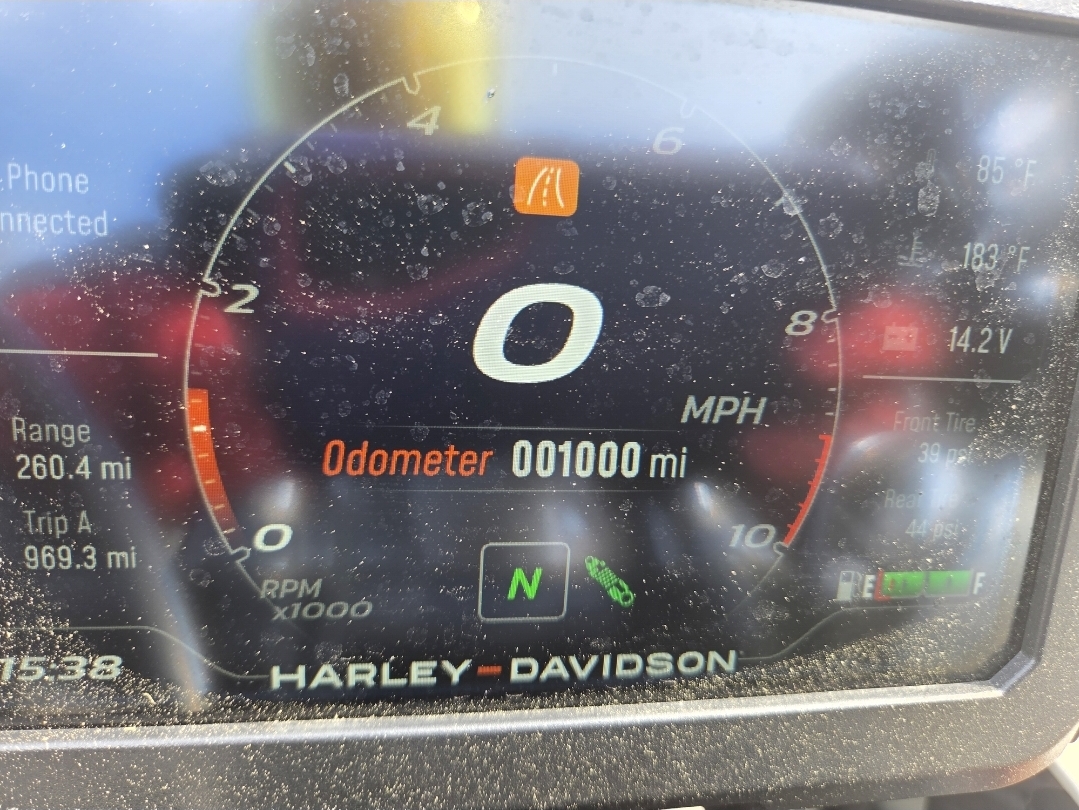 4
6
Phone
nnected
85 °F
183 °F
2
0
8
14.2 V
MPH
Range
260.4 mi
Odometer 001000 mi
Front Tire
39 psi
Trip A
969.3 mi
0
10
44 psi
N
E F
RPM
x1000
15:38
HARLEY-DAVIDSON